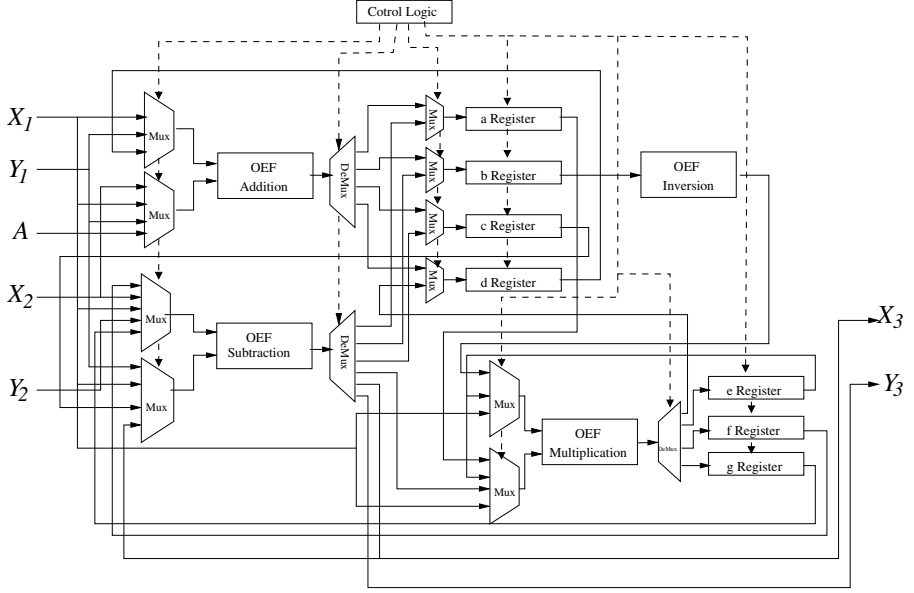 Cotrol Logic
X1
Y1
A
X2
Y2
Mux
Mux
Mux
Mux
OEF
Addition
OEF
Subtraction
DeMux
DeMux
Mux
Mux
Mux
Mux
a Register
b Register
c Register
d Register
OEF
Inversion
Mux
Mux
OEF
Multiplication
DeMux
e Register
f Register
g Register
X3
Y3